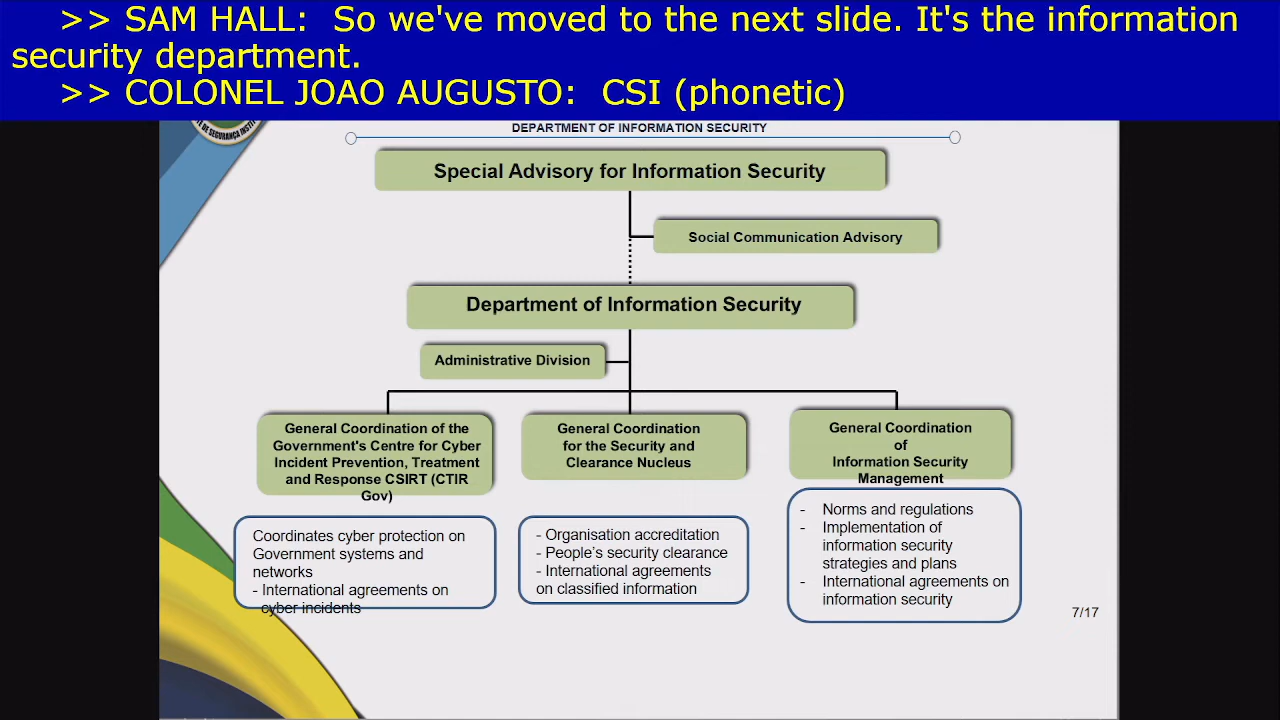 >> SAM HALL:  So we've moved to the next slide. It's the information
security department.
>> COLONEL JOAO AUGUSTO:  CSI (phonetic)
DEPARTMENT OF INFORMATION SECURITY
Special Advisory for Information Security
Social Communication Advisory
Department of Information Security
Administrative Division
General Coordination of the
Government's Centre for Cyber
Incident Prevention, Treatment
and Response CSIRT (CTIR
Gov)
General Coordination
for the Security and
Clearance Nucleus
General Coordination
of
Information Security
Management
Coordinates cyber protection on
Government systems and
networks
- International agreements on
cyber incidents
- Organisation accreditation
- People's security clearance
- International agreements
on classified information
- Norms and regulations
- Implementation of
information security
strategies and plans
- International agreements on
information security
7/17